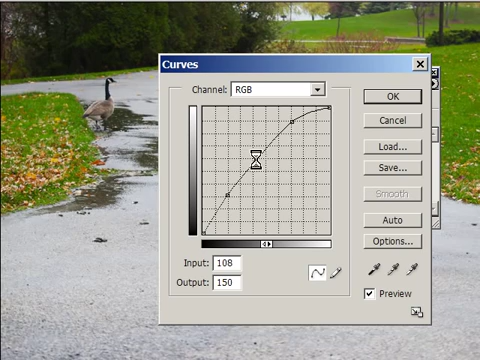 Curves
Channel: RGB
OK
Cancel
Load...
Save...
Smooth
Auto
Options...
Input: 108
Output: 150
Preview